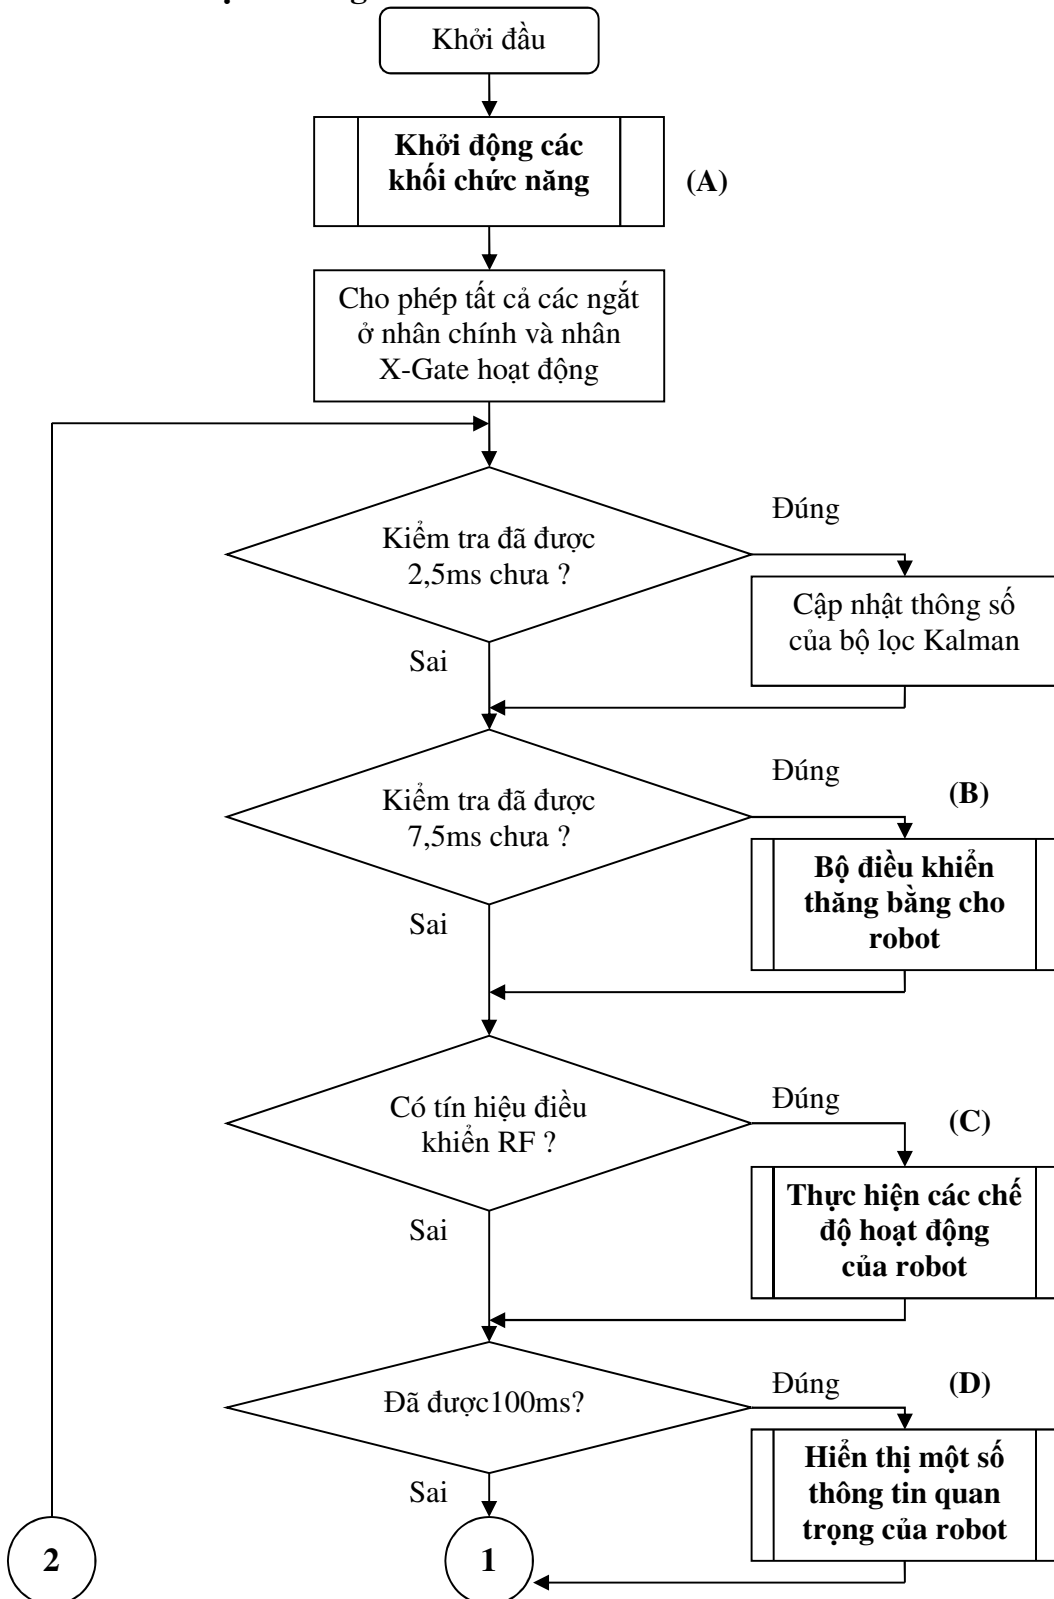 Khởi đầu
Khởi động các
khối chức năng
(A)
Cho phép tất cả các ngắt
ở nhân chính và nhân
X-Gate hoạt động
Kiểm tra đã được
2,5ms chưa ?
Đúng
Cập nhật thông số
của bộ lọc Kalman
Sai
Kiểm tra đã được
7,5ms chưa ?
Đúng
(B)
Bộ điều khiển
thăng bằng cho
robot
Sai
Có tín hiệu điều
khiển RF ?
Đúng
(C)
Thực hiện các chế
độ hoạt động
của robot
Sai
Đã được100ms?
Đúng
(D)
Hiển thị một số
thông tin quan
trọng của robot
Sai
2
1